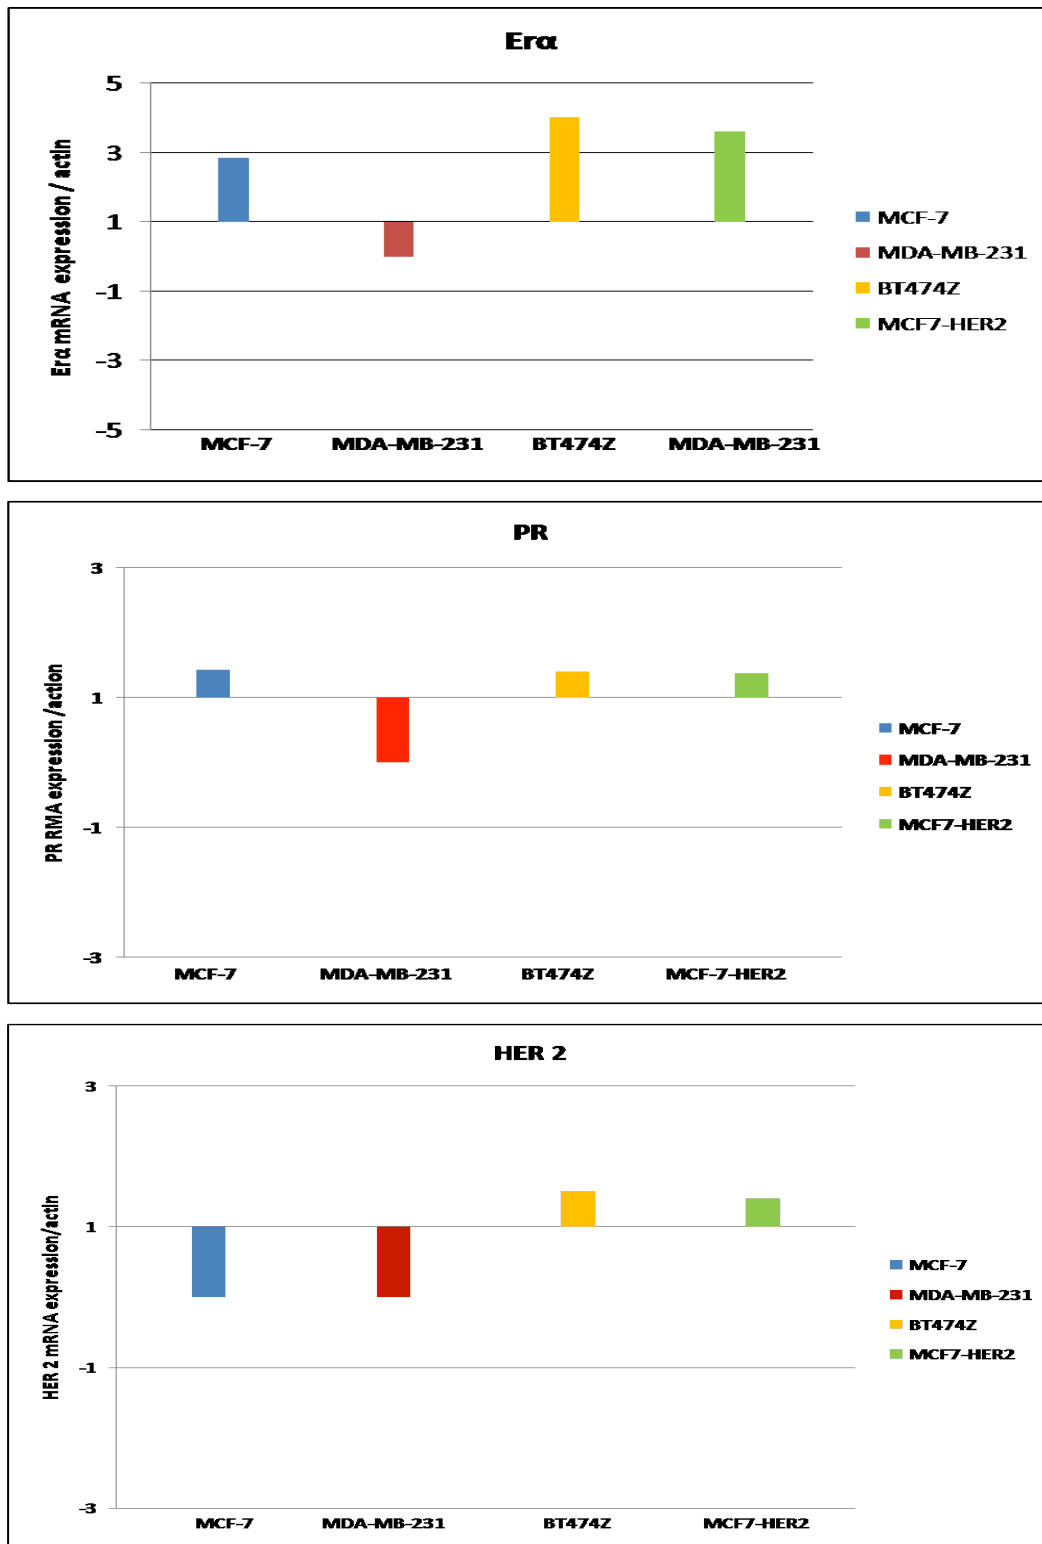 Erα
Erα mRNA expression / actin
5
3
1
-1
-3
-5
MCF-7 MDA-MB-231 BT474Z MDA-MB-231
MCF-7
MDA-MB-231
BT474Z
MCF7-HER2
PR
PR RMA expression /action
3
1
-1
-3
MCF-7 MDA-MB-231 BT474Z MCF-7-HER2
MCF-7
MDA-MB-231
BT474Z
MCF7-HER2
HER 2
HER 2 mRNA expression/actin
3
1
-1
-3
MCF-7 MDA-MB-231 BT474Z MCF7-HER2
MCF-7
MDA-MB-231
BT474Z
MCF7-HER2